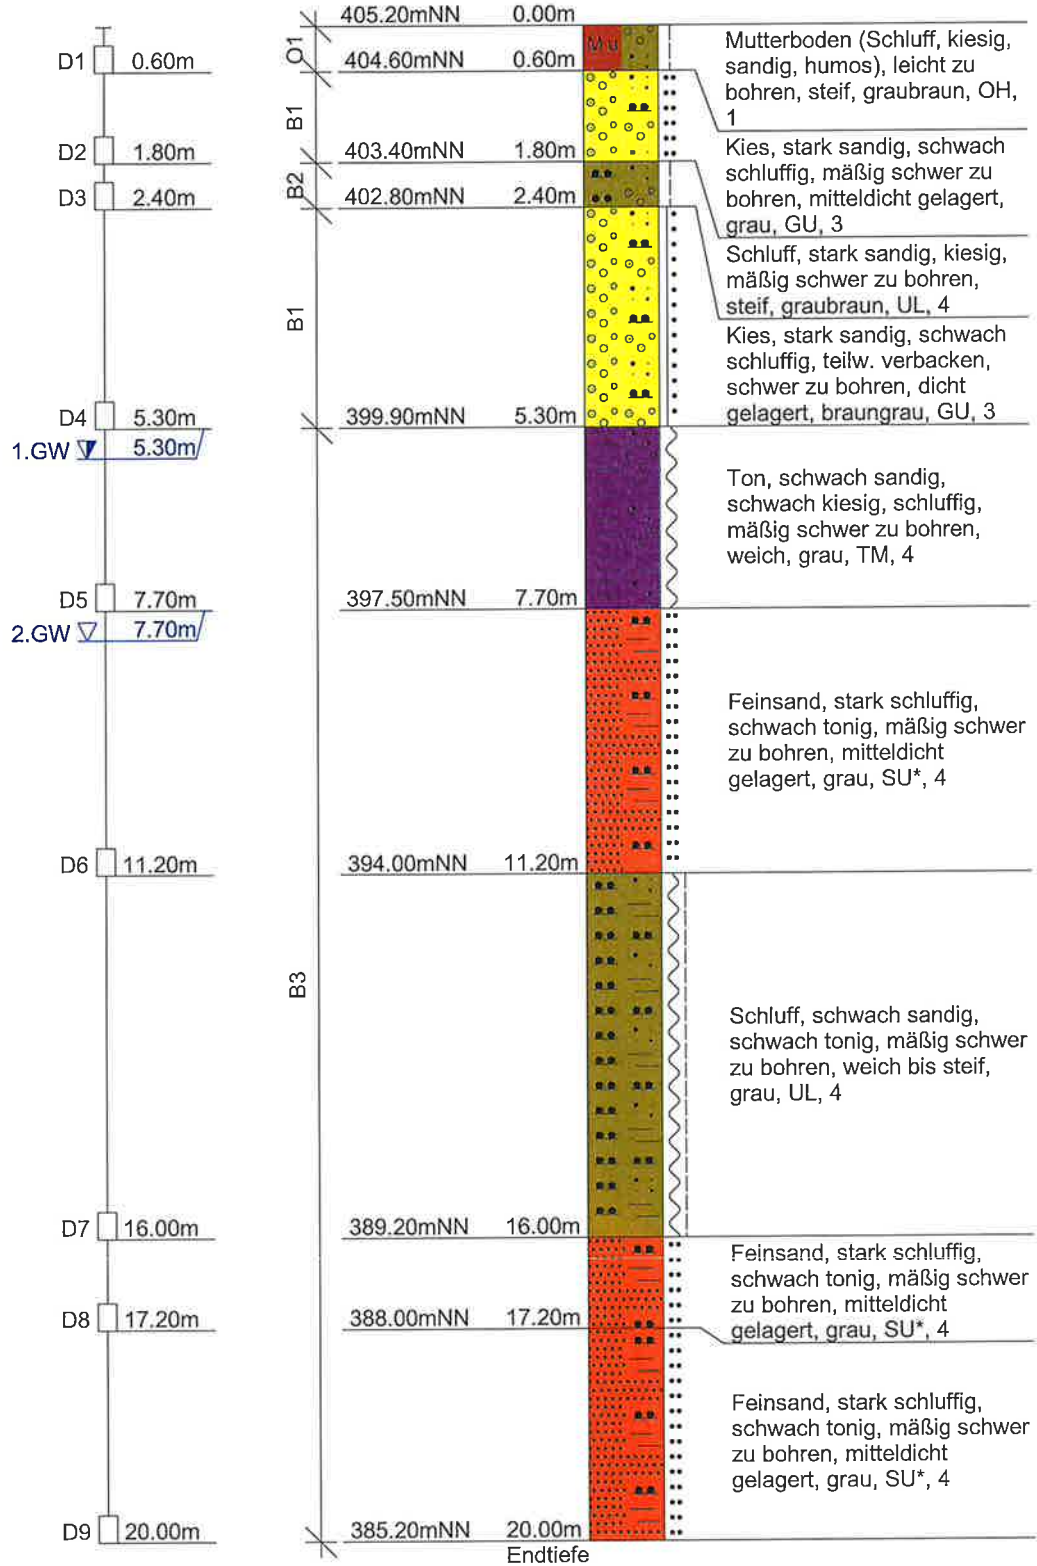 405.20mNN 0.00m
D1 0.60m
O1
Mu
404.60mNN 0.60m
Mutterboden (Schluff, kiesig,
sandig, humos), leicht zu
bohren, steif, graubraun, OH,
1
B1
D2 1.80m
403.40mNN 1.80m
Kies, stark sandig, schwach
schluffig, mäßig schwer zu
bohren, mitteldicht gelagert,
grau, GU, 3
B2
D3 2.40m
402.80mNN 2.40m
Schluff, stark sandig, kiesig,
mäßig schwer zu bohren,
steif, graubraun, UL, 4
B1
Kies, stark sandig, schwach
schluffig, teilw. verbacken,
schwer zu bohren, dicht
gelagert, braungrau, GU, 3
D4 5.30m
399.90mNN 5.30m
1.GW 5.30m
Ton, schwach sandig,
schwach kiesig, schluffig,
mäßig schwer zu bohren,
weich, grau, TM, 4
D5 7.70m
397.50mNN 7.70m
2.GW 7.70m
Feinsand, stark schluffig,
schwach tonig, mäßig schwer
zu bohren, mitteldicht
gelagert, grau, SU*, 4
D6 11.20m
394.00mNN 11.20m
B3
Schluff, schwach sandig,
schwach tonig, mäßig schwer
zu bohren, weich bis steif,
grau, UL, 4
D7 16.00m
389.20mNN 16.00m
Feinsand, stark schluffig,
schwach tonig, mäßig schwer
zu bohren, mitteldicht
gelagert, grau, SU*, 4
D8 17.20m
388.00mNN 17.20m
Feinsand, stark schluffig,
schwach tonig, mäßig schwer
zu bohren, mitteldicht
gelagert, grau, SU*, 4
D9 20.00m
385.20mNN 20.00m
Endtiefe